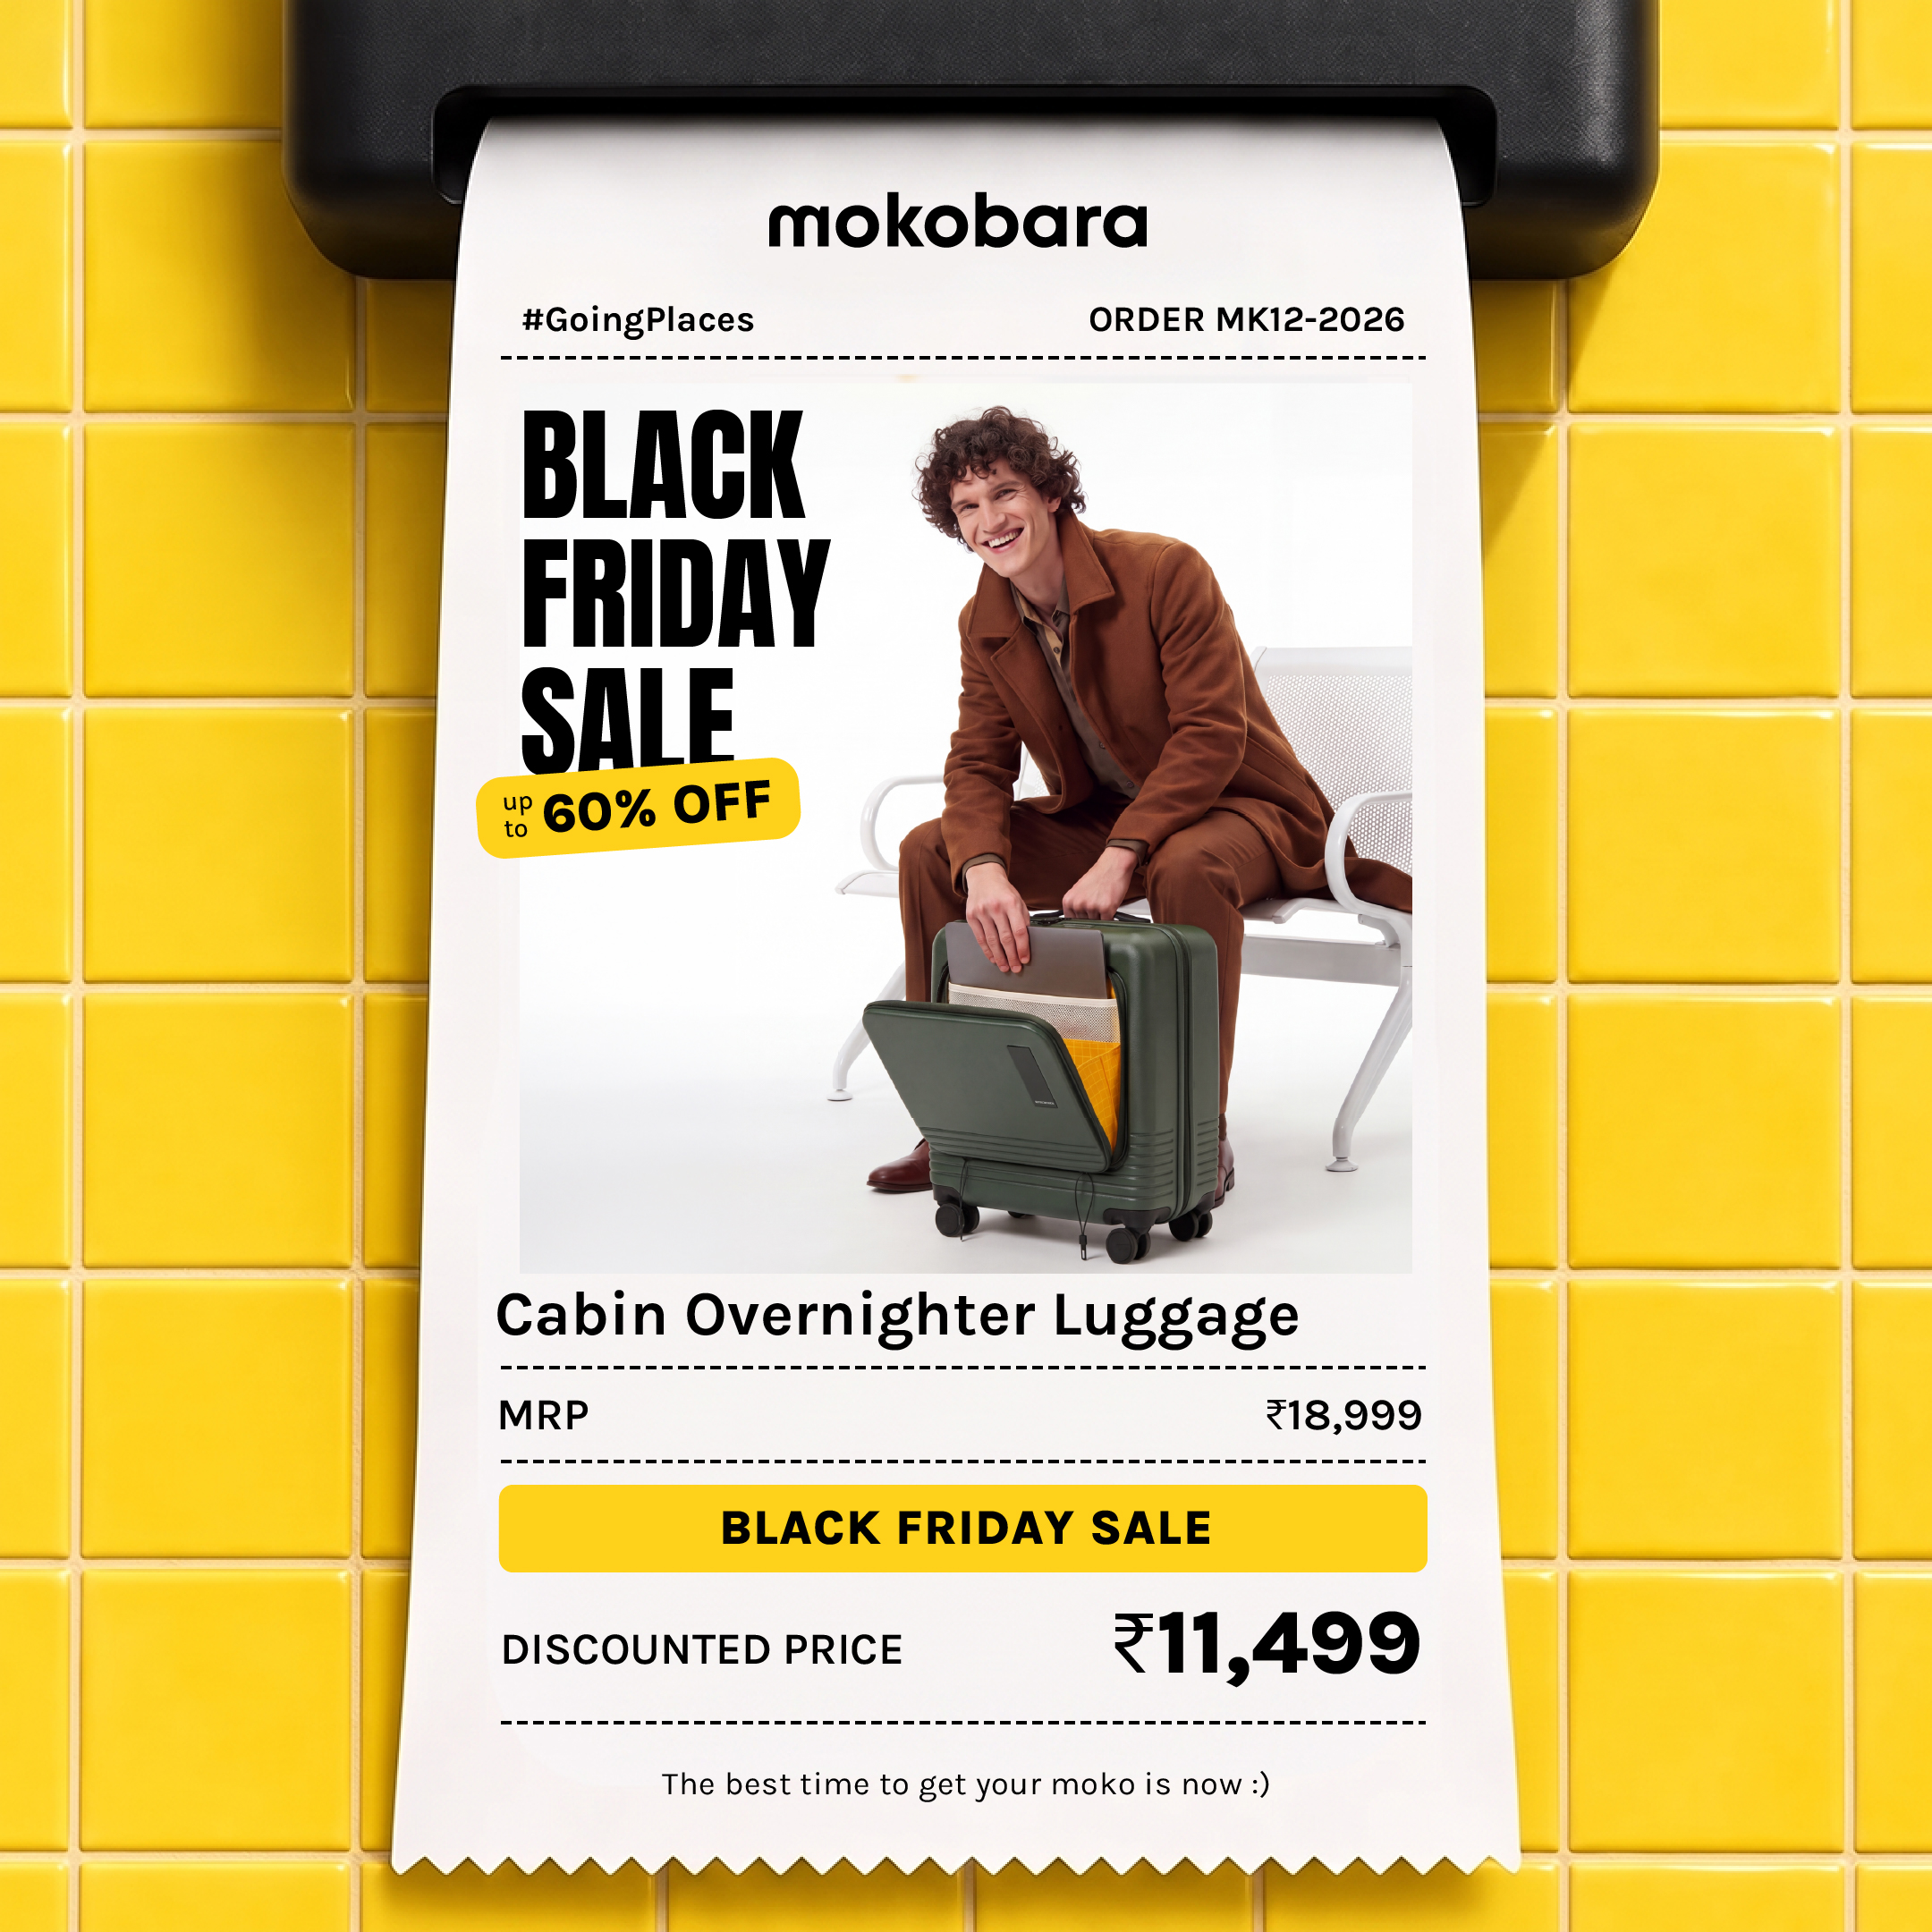 mokobara
#GoingPlaces
ORDER MK12-2026
BLACK
FRIDAY
SALE
up
to
60% OFF
Cabin Overnighter Luggage
MRP
₹18,999
BLACK FRIDAY SALE
DISCOUNTED PRICE
₹11,499
The best time to get your moko is now :)